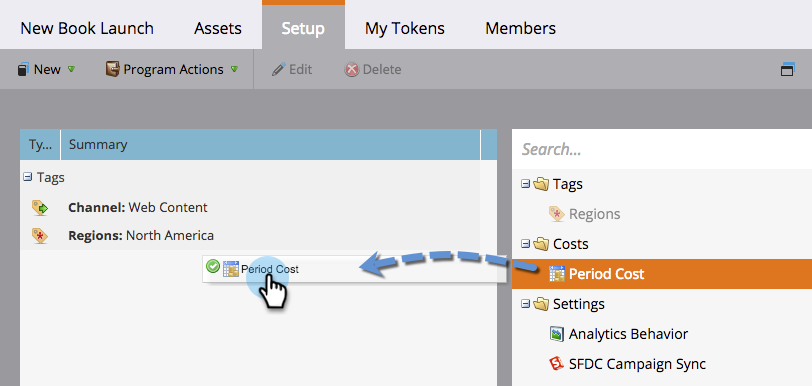 New Book Launch Assets Setup My Tokens Members
New Program Actions Edit Delete
Ty... Summary
Tags
Channel: Web Content
Regions: North America
Period Cost
Search...
Tags
Regions
Costs
Period Cost
Settings
Analytics Behavior
SFDC Campaign Sync